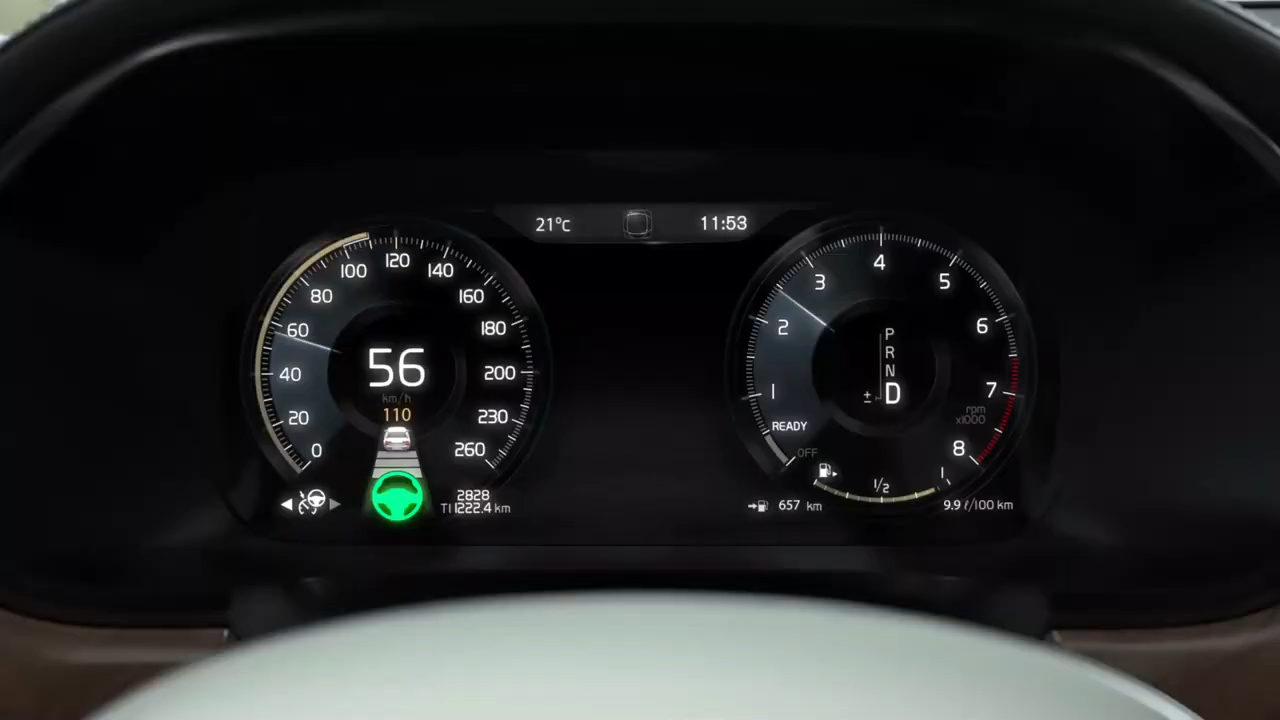 21°C 11:53
120
100 140
80 160
60 180
40 200
20 230
0 260
56
km/h
110
2828
T1 1222.4 km
4
3 5
2 6
1 7
8
P
R
N
± D
rpm
x1000
READY
OFF
1/2 1
657 km
9.9 ℓ/100 km